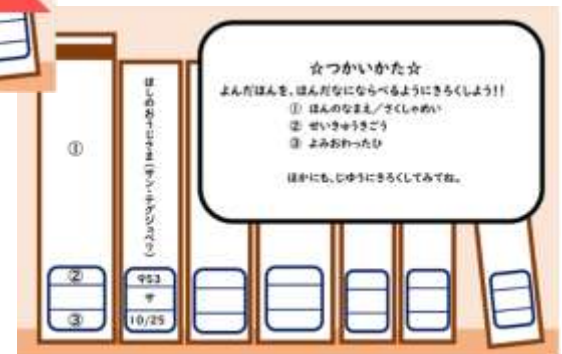 ☆つかいかた☆
よんだほんを、ほんだなにならべるようにきろくしよう!!
① ほんのなまえ/さくしゃめい
② せいきゅうきごう
③ よみおわったひ
ほかにも、じゆうにきろくしてみてね。
①
②
③
ほしのおうじさま(サン・テグジュペリ)
953
サ
10/25